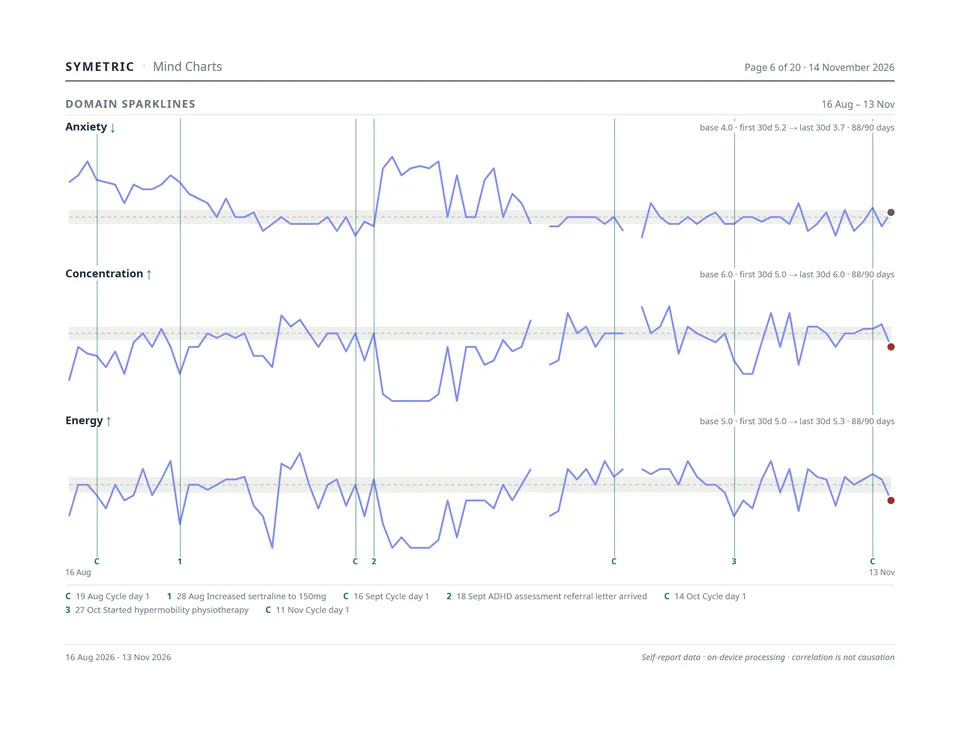 SYMETRIC · Mind Charts
Page 6 of 20 · 14 November 2026
DOMAIN SPARKLINES
16 Aug – 13 Nov
Anxiety ↓
base 4.0 · first 30d 5.2 → last 30d 3.7 · 88/90 days
Concentration ↑
base 6.0 · first 30d 5.0 → last 30d 6.0 · 88/90 days
Energy ↑
base 5.0 · first 30d 5.0 → last 30d 5.3 · 88/90 days
C 1 C 2 C 3 C
16 Aug
13 Nov
C 19 Aug Cycle day 1 1 28 Aug Increased sertraline to 150mg C 16 Sept Cycle day 1 2 18 Sept ADHD assessment referral letter arrived C 14 Oct Cycle day 1
3 27 Oct Started hypermobility physiotherapy C 11 Nov Cycle day 1
16 Aug 2026 - 13 Nov 2026
Self-report data · on-device processing · correlation is not causation